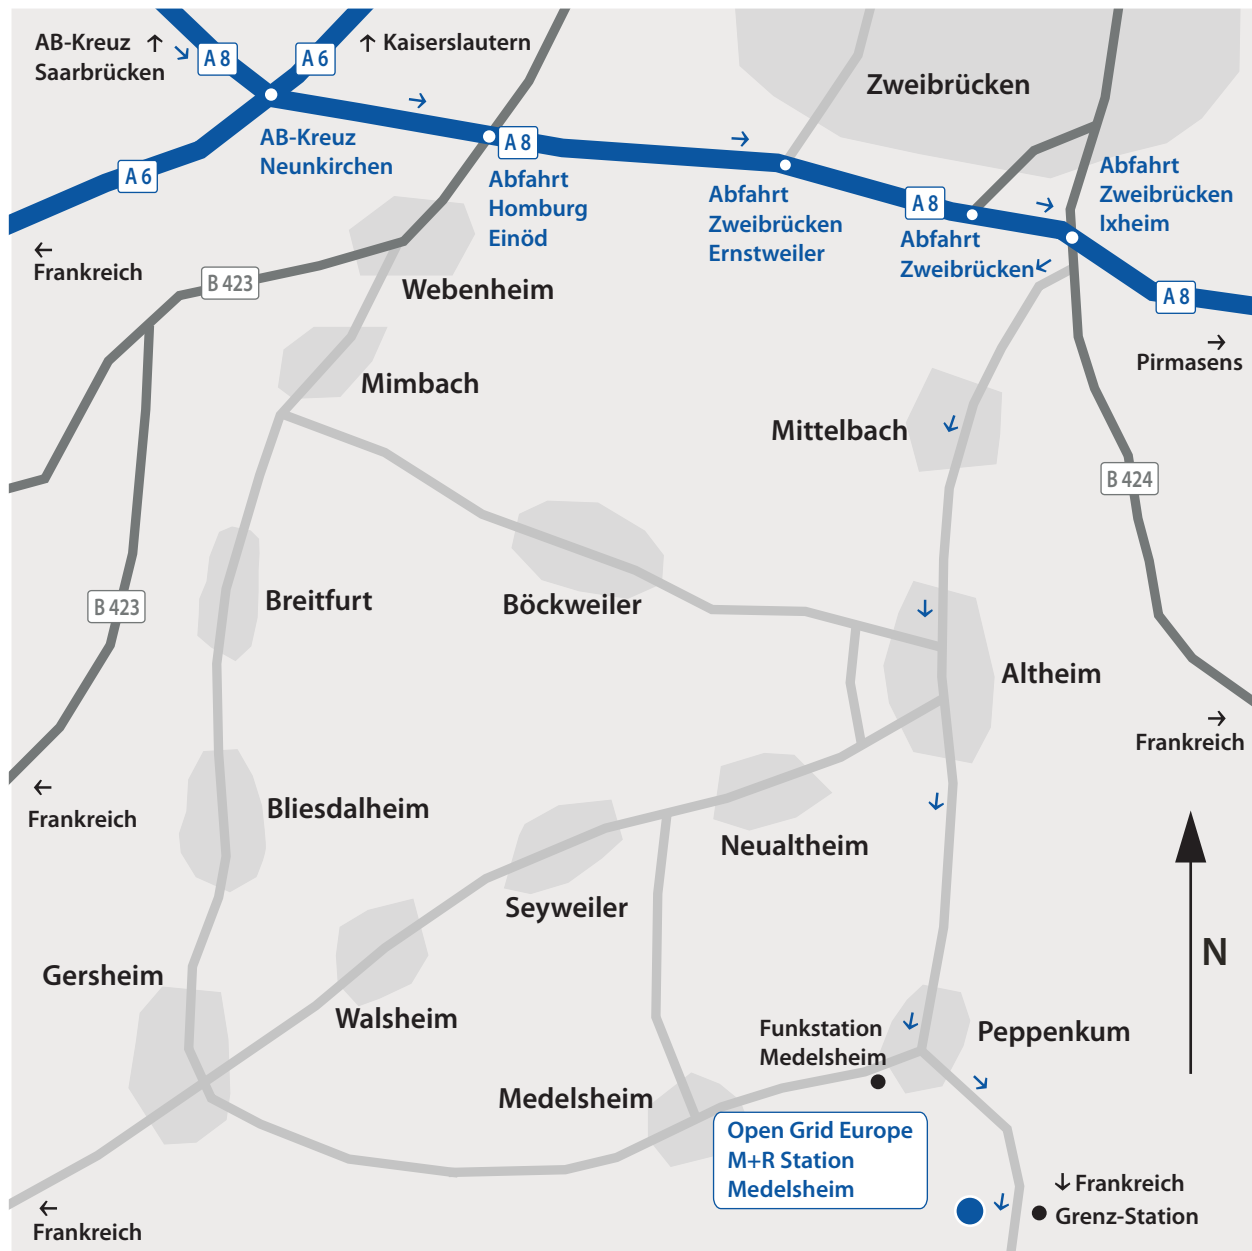 AB-Kreuz ↑
Saarbrücken
A 8
A 6
↑ Kaiserslautern
Zweibrücken
AB-Kreuz
Neunkirchen
A 6
A 8
Abfahrt
Homburg
Einöd
Abfahrt
Zweibrücken
Ernstweiler
A 8
Abfahrt
Zweibrücken
Abfahrt
Zweibrücken
Ixheim
←
Frankreich
B 423
Webenheim
A 8
→
Pirmasens
Mimbach
Mittelbach
B 424
B 423
Breitfurt
Böckweiler
Altheim
→
Frankreich
←
Frankreich
Bliesdalheim
Neualtheim
Seyweiler
N
Gersheim
Walsheim
Funkstation
Medelsheim
Peppenkum
Medelsheim
Open Grid Europe
M+R Station
Medelsheim
↓ Frankreich
Grenz-Station
←
Frankreich